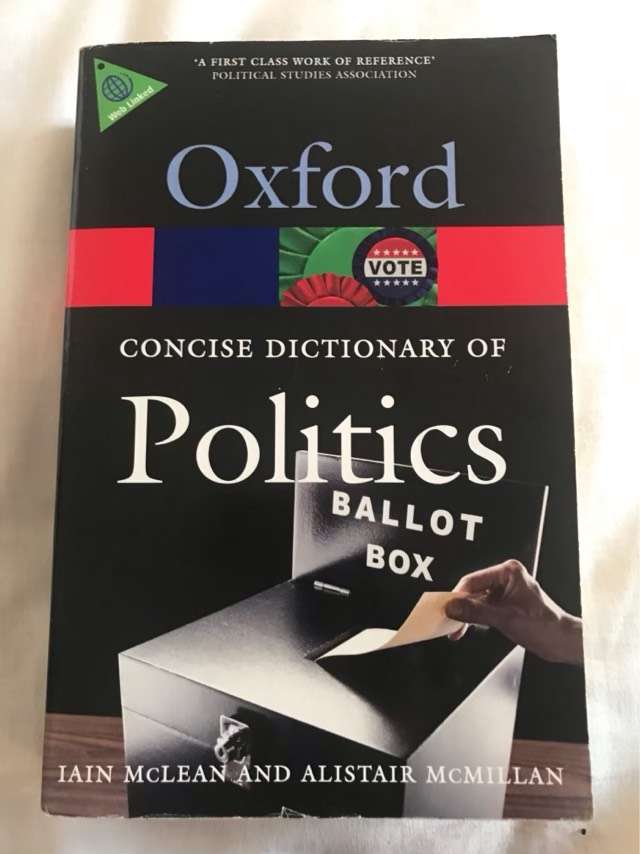 'A FIRST CLASS WORK OF REFERENCE'
POLITICAL STUDIES ASSOCIATION
Web Linked
Oxford
VOTE
CONCISE DICTIONARY OF
Politics
BALLOT
BOX
IAIN McLEAN AND ALISTAIR McMILLAN